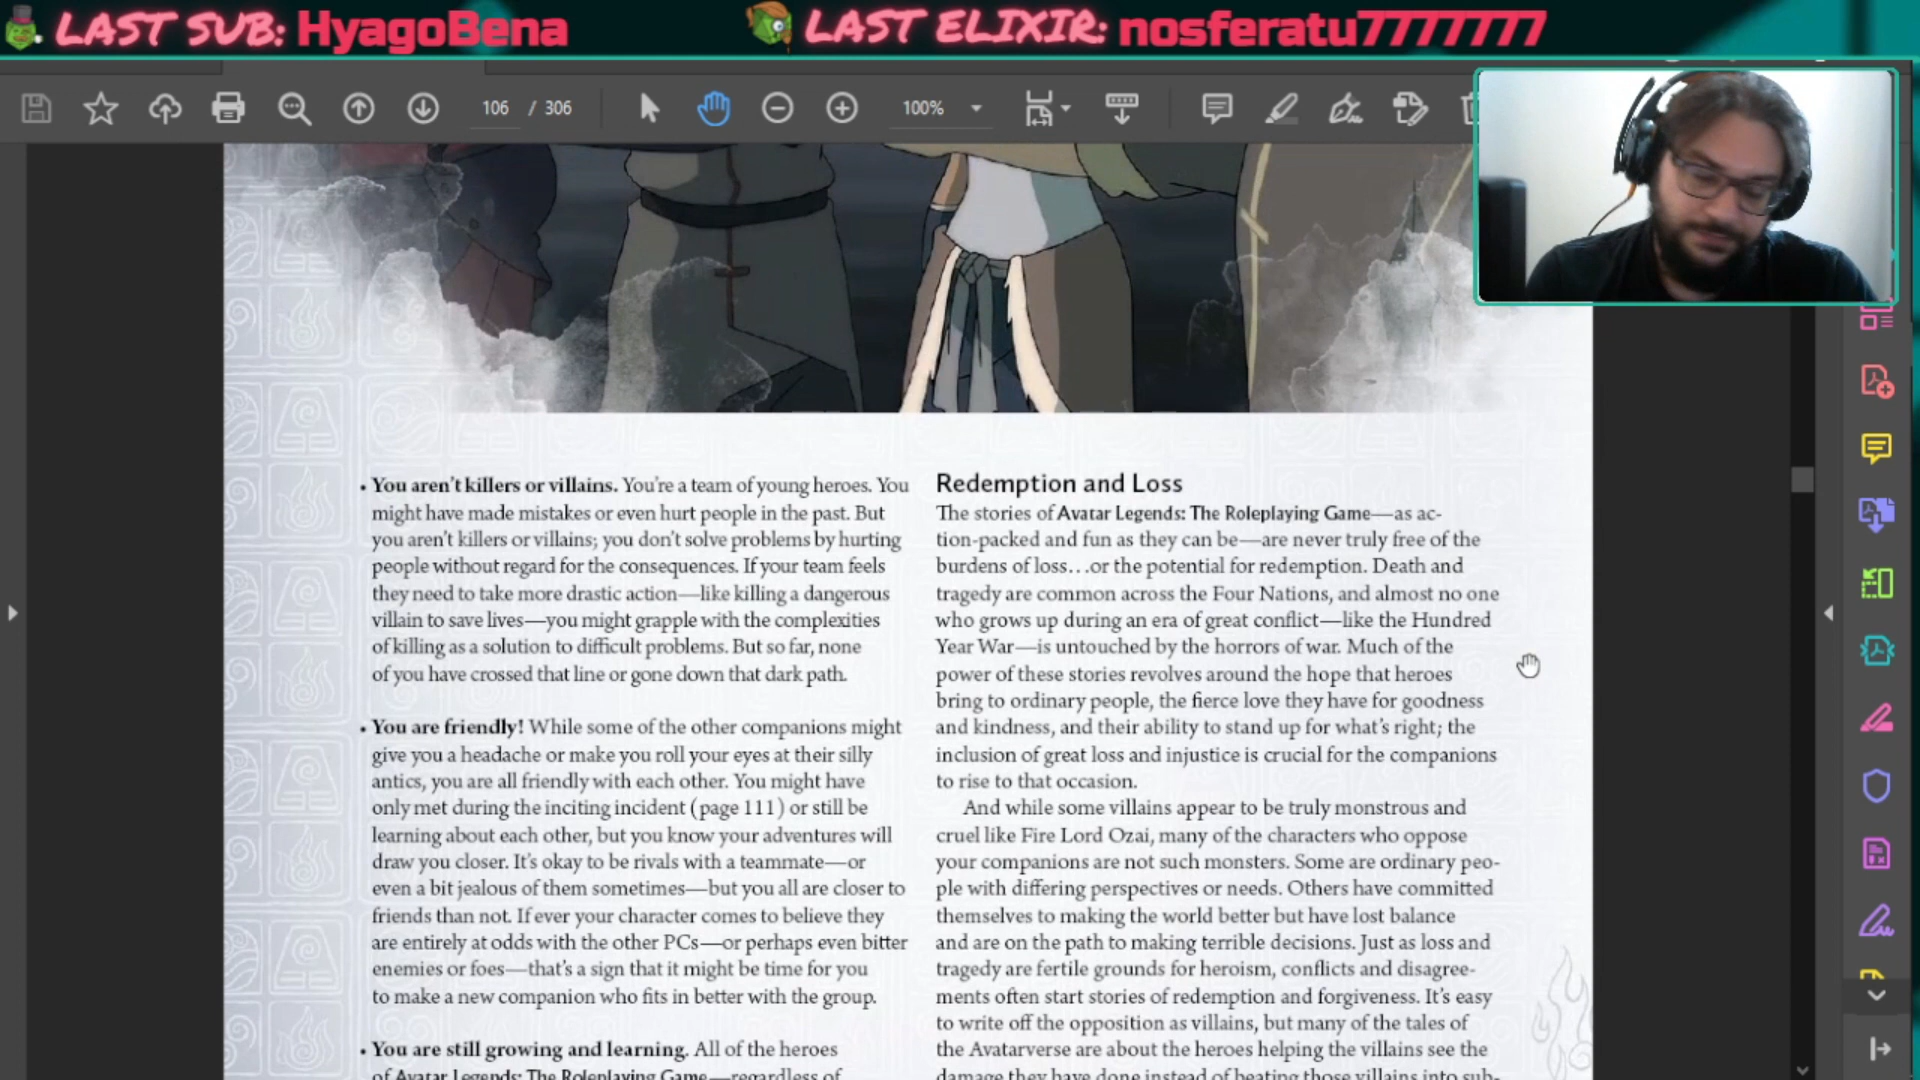 LAST SUB: HyagoBena
LAST ELIXIR: nosferatu7777777
106 / 306
100%
• You aren't killers or villains. You're a team of young heroes. You
might have made mistakes or even hurt people in the past. But
you aren't killers or villains; you don't solve problems by hurting
people without regard for the consequences. If your team feels
they need to take more drastic action—like killing a dangerous
villain to save lives—you might grapple with the complexities
of killing as a solution to difficult problems. But so far, none
of you have crossed that line or gone down that dark path.
• You are friendly! While some of the other companions might
give you a headache or make you roll your eyes at their silly
antics, you are all friendly with each other. You might have
only met during the inciting incident (page 111) or still be
learning about each other, but you know your adventures will
draw you closer. It's okay to be rivals with a teammate—or
even a bit jealous of them sometimes—but you all are closer to
friends than not. If ever your character comes to believe they
are entirely at odds with the other PCs—or perhaps even bitter
enemies or foes—that's a sign that it might be time for you
to make a new companion who fits in better with the group.
• You are still growing and learning. All of the heroes
of Avatar Legends: The Roleplaying Game—regardless of
Redemption and Loss
The stories of Avatar Legends: The Roleplaying Game—as ac-
tion-packed and fun as they can be—are never truly free of the
burdens of loss…or the potential for redemption. Death and
tragedy are common across the Four Nations, and almost no one
who grows up during an era of great conflict—like the Hundred
Year War—is untouched by the horrors of war. Much of the
power of these stories revolves around the hope that heroes
bring to ordinary people, the fierce love they have for goodness
and kindness, and their ability to stand up for what's right; the
inclusion of great loss and injustice is crucial for the companions
to rise to that occasion.
And while some villains appear to be truly monstrous and
cruel like Fire Lord Ozai, many of the characters who oppose
your companions are not such monsters. Some are ordinary peo-
ple with differing perspectives or needs. Others have committed
themselves to making the world better but have lost balance
and are on the path to making terrible decisions. Just as loss and
tragedy are fertile grounds for heroism, conflicts and disagree-
ments often start stories of redemption and forgiveness. It's easy
to write off the opposition as villains, but many of the tales of
the Avatarverse are about the heroes helping the villains see the
damage they have done instead of beating those villains into sub-